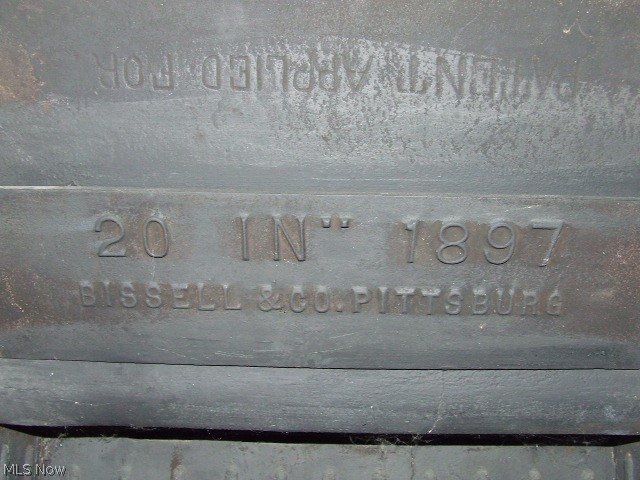 PATENT APPLIED FOR.
20 IN" 1897
BISSELL & CO. PITTSBURG
MLS Now